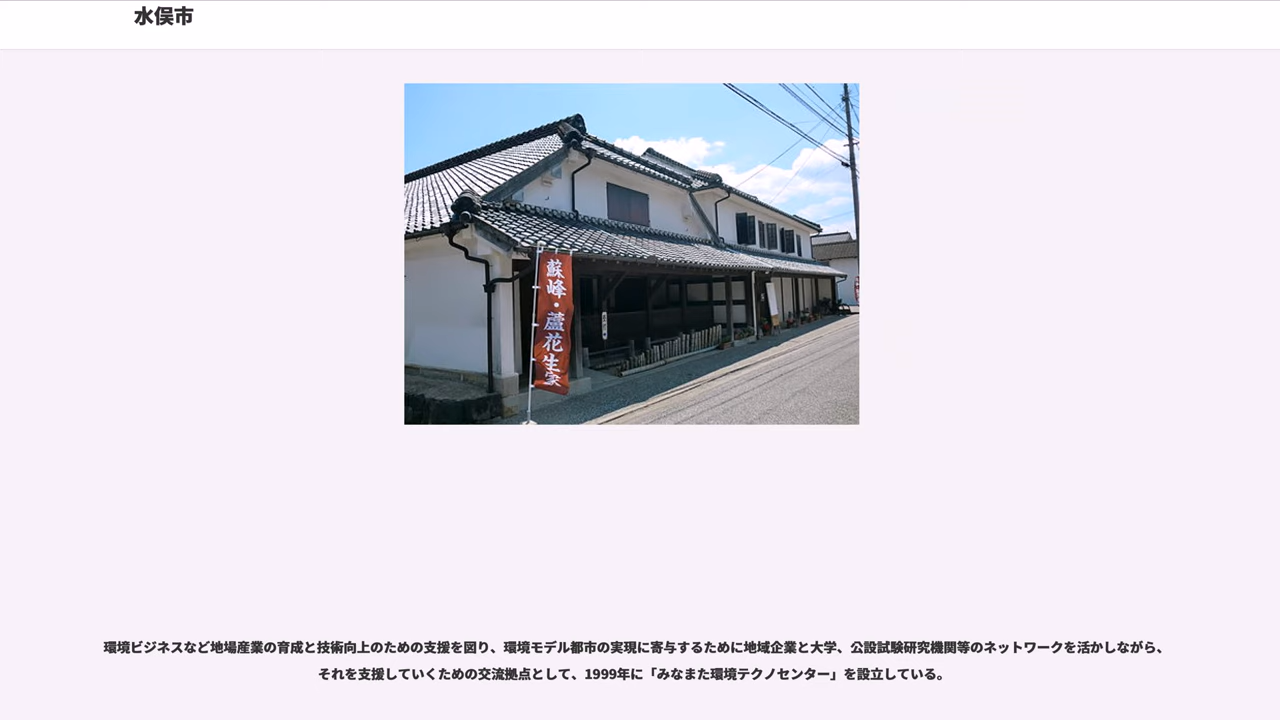 水俣市
蘇峰・蘆花生家
環境ビジネスなど地場産業の育成と技術向上のための支援を図り、環境モデル都市の実現に寄与するために地域企業と大学、公設試験研究機関等のネットワークを活かしながら、
それを支援していくための交流拠点として、1999年に「みなまた環境テクノセンター」を設立している。